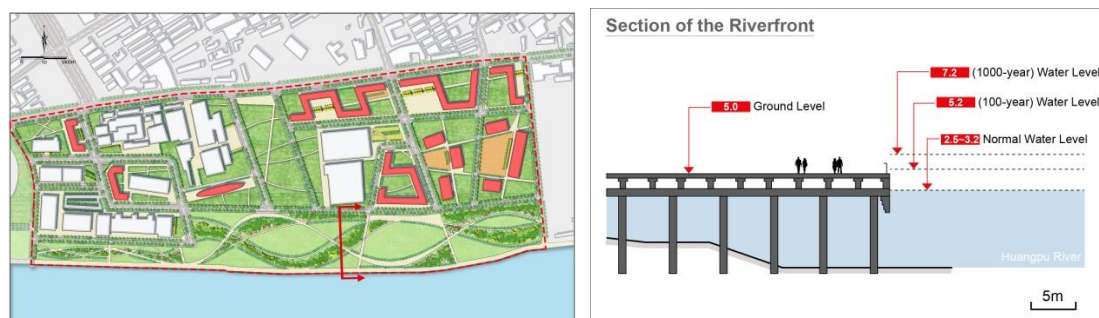 Section of the Riverfront
7.2 (1000-year) Water Level
5.0 Ground Level
5.2 (100-year) Water Level
2.5~3.2 Normal Water Level
Huangpu River
5m